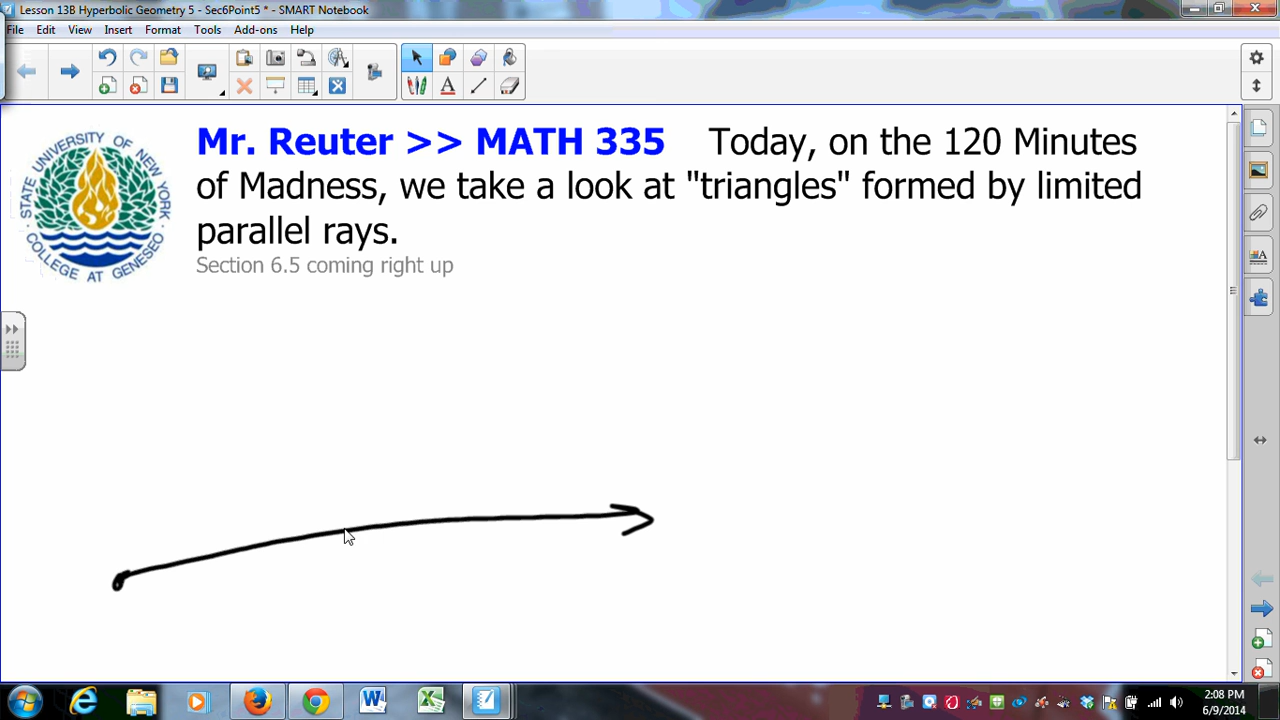 Lesson 13B Hyperbolic Geometry 5 - Sec6Point5 * - SMART Notebook
File Edit View Insert Format Tools Add-ons Help
STATE UNIVERSITY OF NEW YORK
COLLEGE AT GENESEO
Mr. Reuter >> MATH 335 Today, on the 120 Minutes
of Madness, we take a look at "triangles" formed by limited
parallel rays.
Section 6.5 coming right up
2:08 PM
6/9/2014